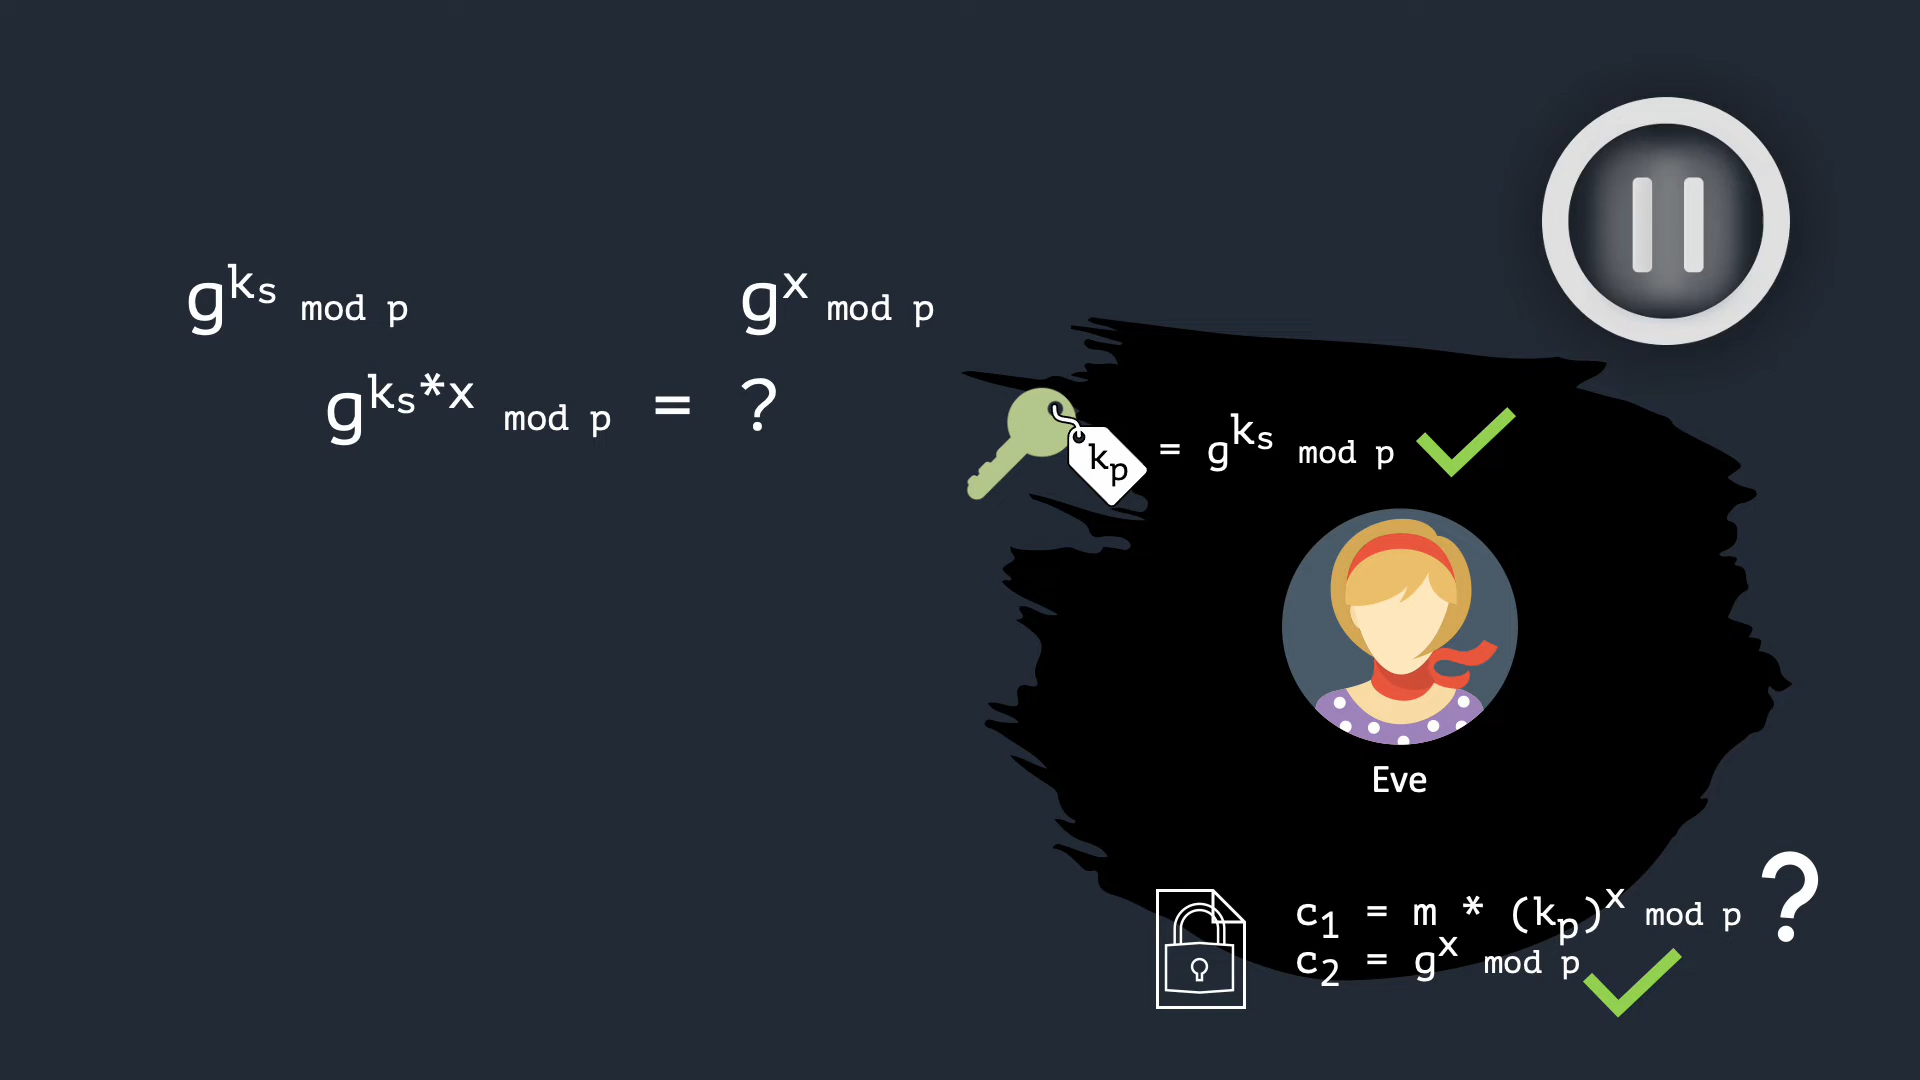 g^ks mod p
g^x mod p
g^ks*x mod p = ?
kp = g^ks mod p
Eve
c1 = m * (kp)^x mod p ?
c2 = g^x mod p